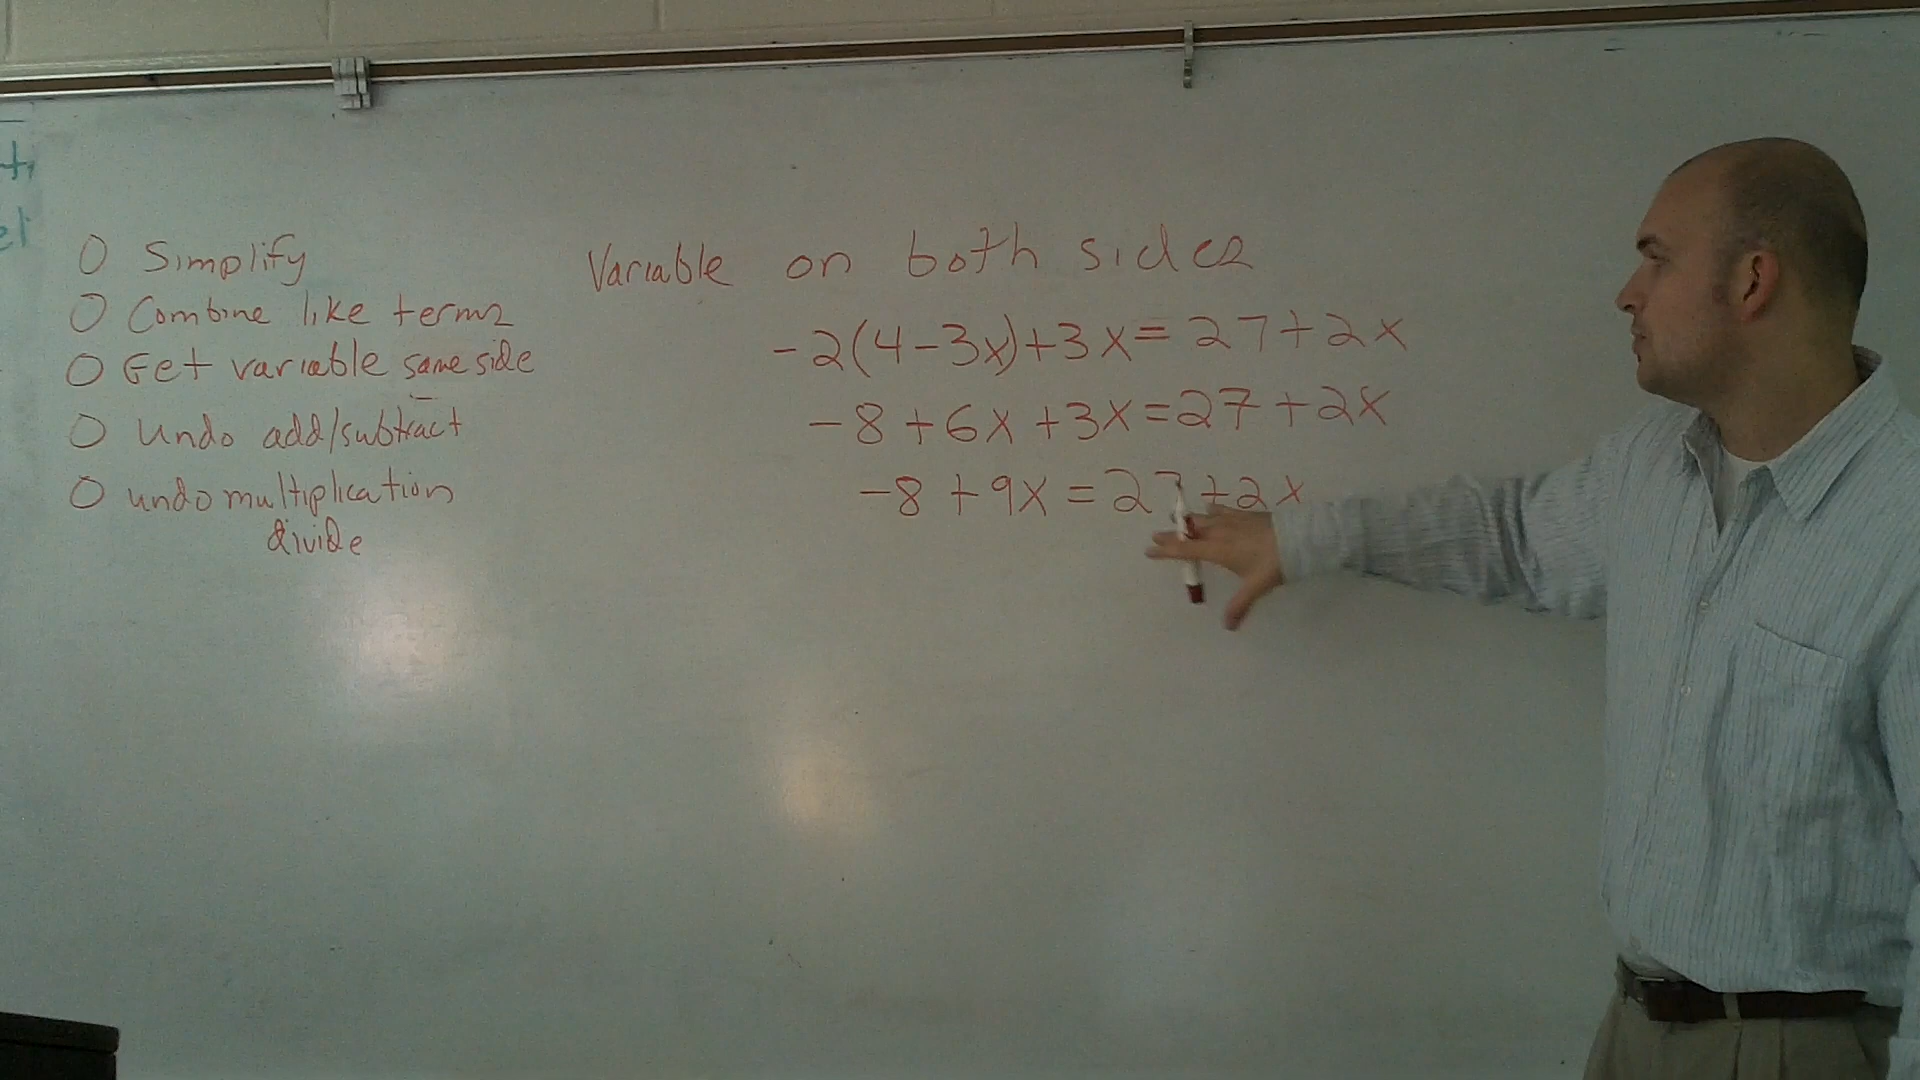 Simplify
Combine like terms
Get variable same side
Undo add/subtract
undo multiplication
divide
Variable on both sides
-2(4-3x)+3x=27+2x
-8+6x+3x=27+2x
-8+9x=27+2x